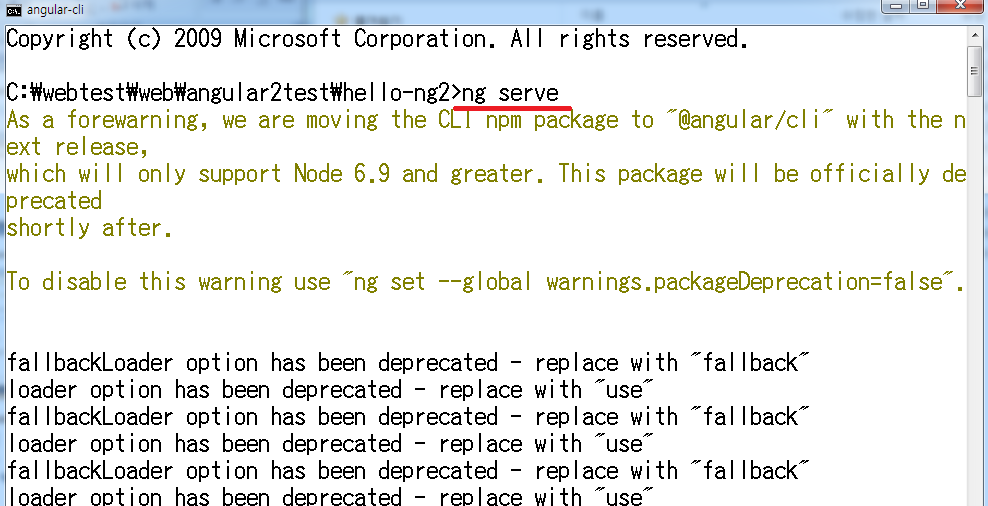 angular-cli
Copyright (c) 2009 Microsoft Corporation. All rights reserved.
C:₩webtest₩web₩angular2test₩hello-ng2>ng serve
As a forewarning, we are moving the CLI npm package to "@angular/cli" with the n
ext release,
which will only support Node 6.9 and greater. This package will be officially de
precated
shortly after.
To disable this warning use "ng set --global warnings.packageDeprecation=false".
fallbackLoader option has been deprecated - replace with "fallback"
loader option has been deprecated - replace with "use"
fallbackLoader option has been deprecated - replace with "fallback"
loader option has been deprecated - replace with "use"
fallbackLoader option has been deprecated - replace with "fallback"
loader option has been deprecated - replace with "use"